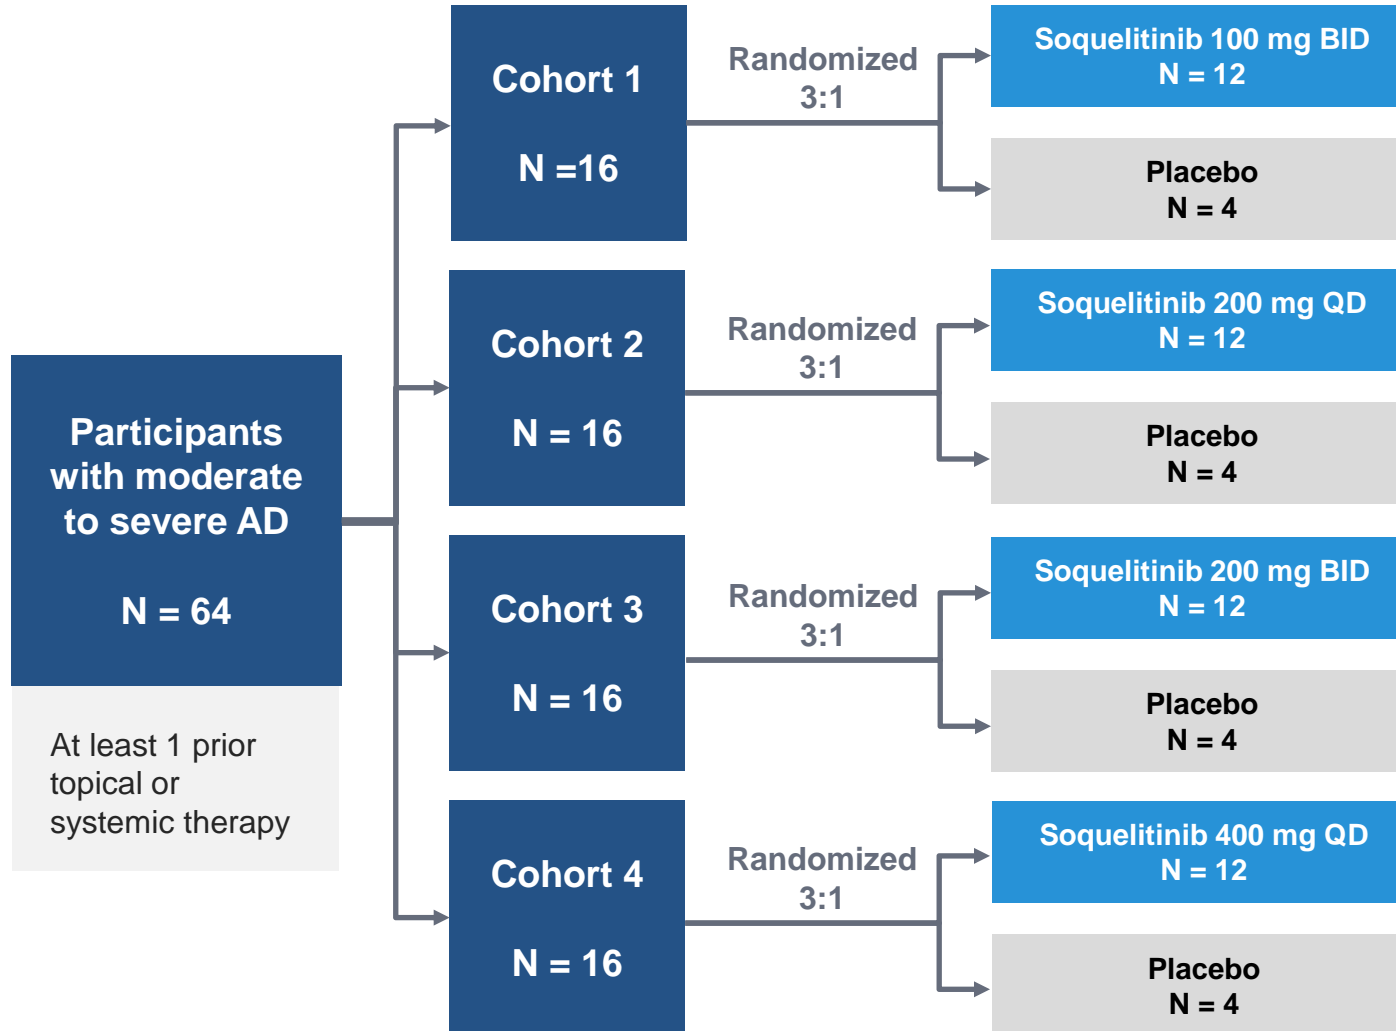 Participants
with moderate
to severe AD
N = 64
At least 1 prior
topical or
systemic therapy
Cohort 1
N =16
Randomized
3:1
Soquelitinib 100 mg BID
N = 12
Placebo
N = 4
Cohort 2
N = 16
Randomized
3:1
Soquelitinib 200 mg QD
N = 12
Placebo
N = 4
Cohort 3
N = 16
Randomized
3:1
Soquelitinib 200 mg BID
N = 12
Placebo
N = 4
Cohort 4
N = 16
Randomized
3:1
Soquelitinib 400 mg QD
N = 12
Placebo
N = 4